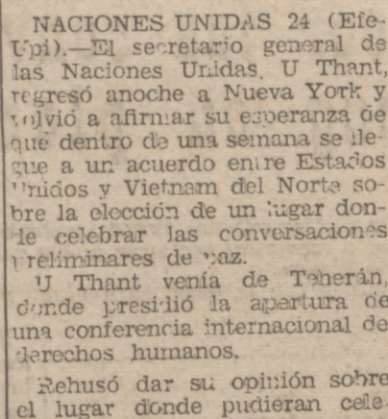 NACIONES UNIDAS 24 (Efe-
Upi).—El secretario general de
las Naciones Unidas, U Thant,
regresó anoche a Nueva York y
volvió a afirmar su esperanza de
que dentro de una semana se lle-
gue a un acuerdo entre Estados
Unidos y Vietnam del Norte so-
bre la elección de un lugar don-
de celebrar las conversaciones
preliminares de paz.
U Thant venía de Teherán,
donde presidió la apertura de
una conferencia internacional de
derechos humanos.
Rehusó dar su opinión sobre
el lugar donde pudieran cele-